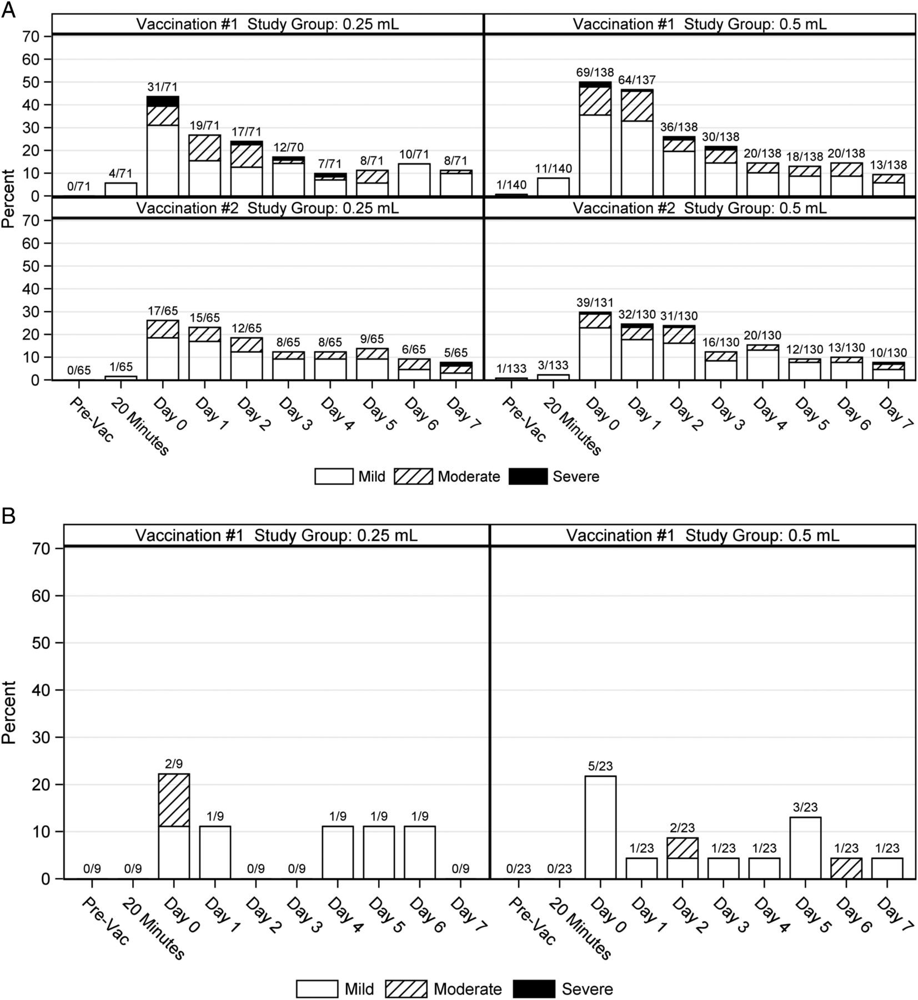 A
Vaccination #1 Study Group: 0.25 mL
Vaccination #1 Study Group: 0.5 mL
70
60
50
40
30
20
10
0
0/71
4/71
31/71
19/71
17/71
12/70
7/71
8/71
10/71
8/71
1/140
11/140
69/138
64/137
36/138
30/138
20/138
18/138
20/138
13/138
Percent
Vaccination #2 Study Group: 0.25 mL
Vaccination #2 Study Group: 0.5 mL
70
60
50
40
30
20
10
0
0/65
1/65
17/65
15/65
12/65
8/65
8/65
9/65
6/65
5/65
1/133
3/133
39/131
32/130
31/130
16/130
20/130
12/130
13/130
10/130
Pre-Vac
20 Minutes
Day 0
Day 1
Day 2
Day 3
Day 4
Day 5
Day 6
Day 7
Pre-Vac
20 Minutes
Day 0
Day 1
Day 2
Day 3
Day 4
Day 5
Day 6
Day 7
Mild Moderate Severe
B
Vaccination #1 Study Group: 0.25 mL
Vaccination #1 Study Group: 0.5 mL
70
60
50
40
30
20
10
0
Percent
0/9
0/9
2/9
1/9
0/9
0/9
1/9
1/9
1/9
0/9
0/23
0/23
5/23
1/23
2/23
1/23
1/23
3/23
1/23
1/23
Pre-Vac
20 Minutes
Day 0
Day 1
Day 2
Day 3
Day 4
Day 5
Day 6
Day 7
Pre-Vac
20 Minutes
Day 0
Day 1
Day 2
Day 3
Day 4
Day 5
Day 6
Day 7
Mild Moderate Severe